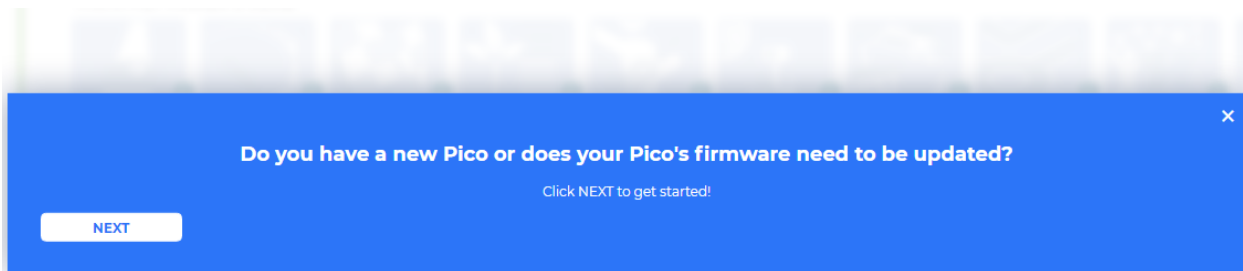 Do you have a new Pico or does your Pico's firmware need to be updated?
Click NEXT to get started!
NEXT